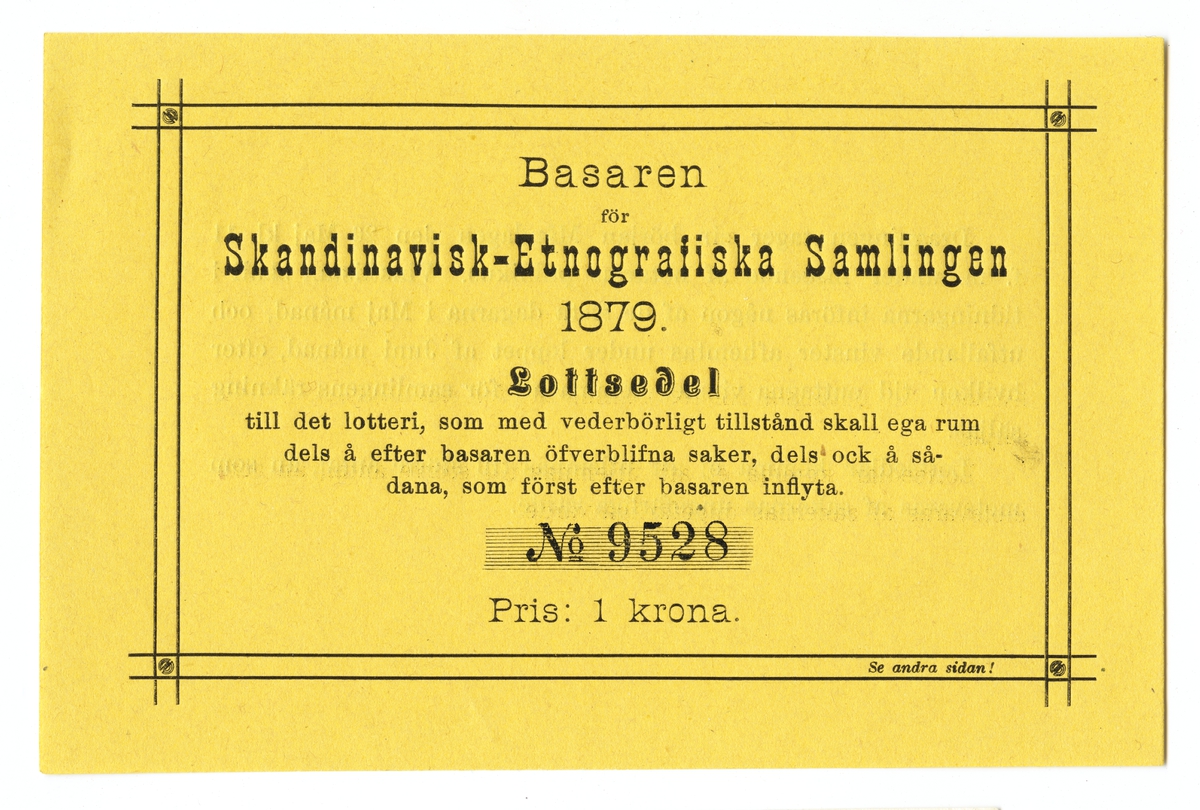 Basaren
för
Skandinavisk-Etnografiska Samlingen
1879.
Lottsedel
till det lotteri, som med vederbörligt tillstånd skall ega rum
dels å efter basaren öfverblifna saker, dels ock å så-
dana, som först efter basaren inflyta.
No 9528
Pris: 1 krona.
Se andra sidan!